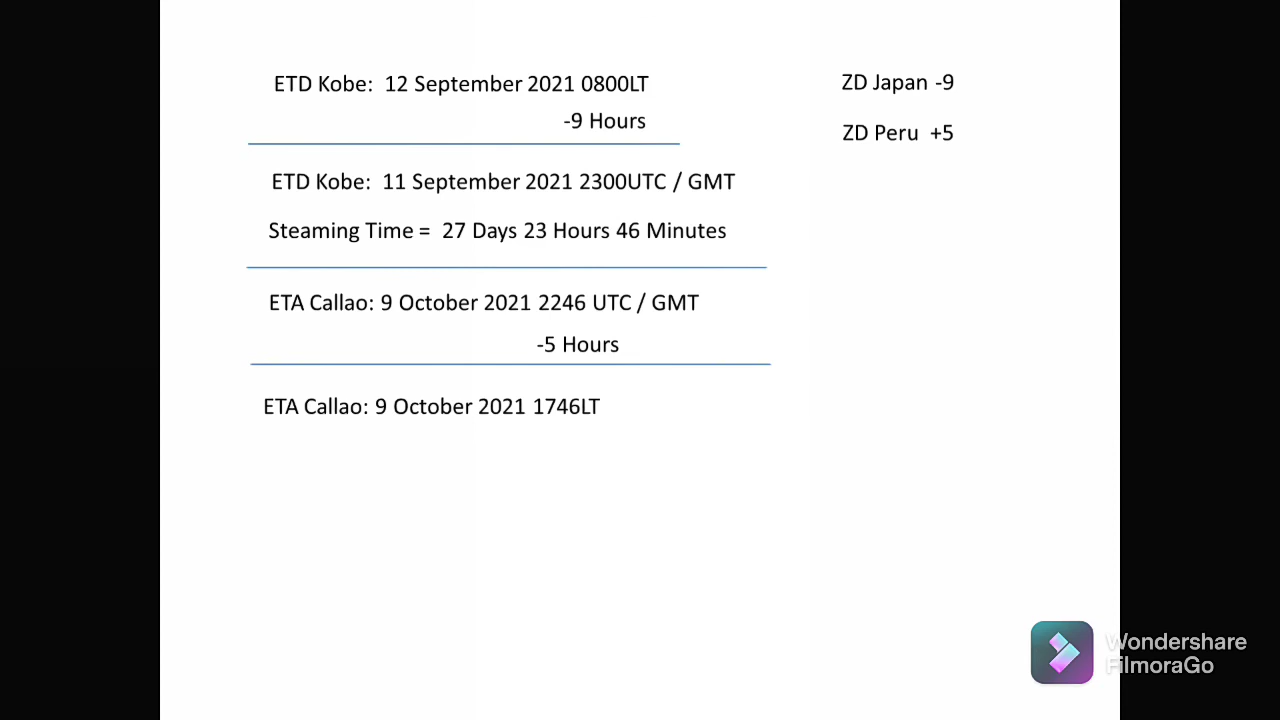 ETD Kobe: 12 September 2021 0800LT
ZD Japan -9
-9 Hours
ZD Peru +5
ETD Kobe: 11 September 2021 2300UTC / GMT
Steaming Time = 27 Days 23 Hours 46 Minutes
ETA Callao: 9 October 2021 2246 UTC / GMT
-5 Hours
ETA Callao: 9 October 2021 1746LT
Wondershare
FilmoraGo